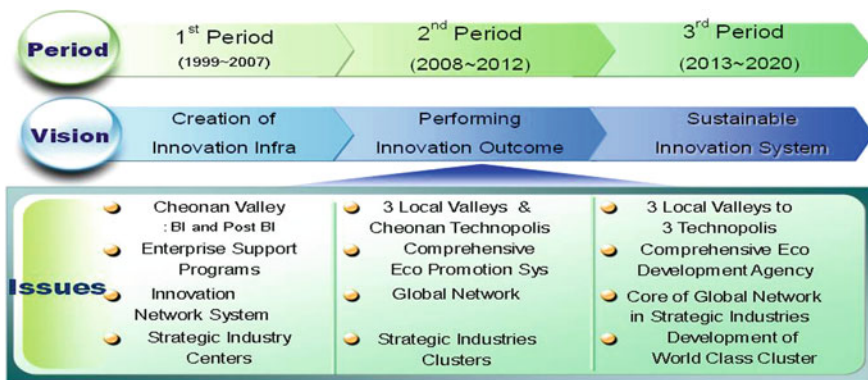 Period
1st Period
(1999~2007)
2nd Period
(2008~2012)
3rd Period
(2013~2020)
Vision
Creation of
Innovation Infra
Performing
Innovation Outcome
Sustainable
Innovation System
Issues
Cheonan Valley
: BI and Post BI
Enterprise Support
Programs
Innovation
Network System
Strategic Industry
Centers
3 Local Valleys &
Cheonan Technopolis
Comprehensive
Eco Promotion Sys
Global Network
Strategic Industries
Clusters
3 Local Valleys to
3 Technopolis
Comprehensive Eco
Development Agency
Core of Global Network
in Strategic Industries
Development of
World Class Cluster